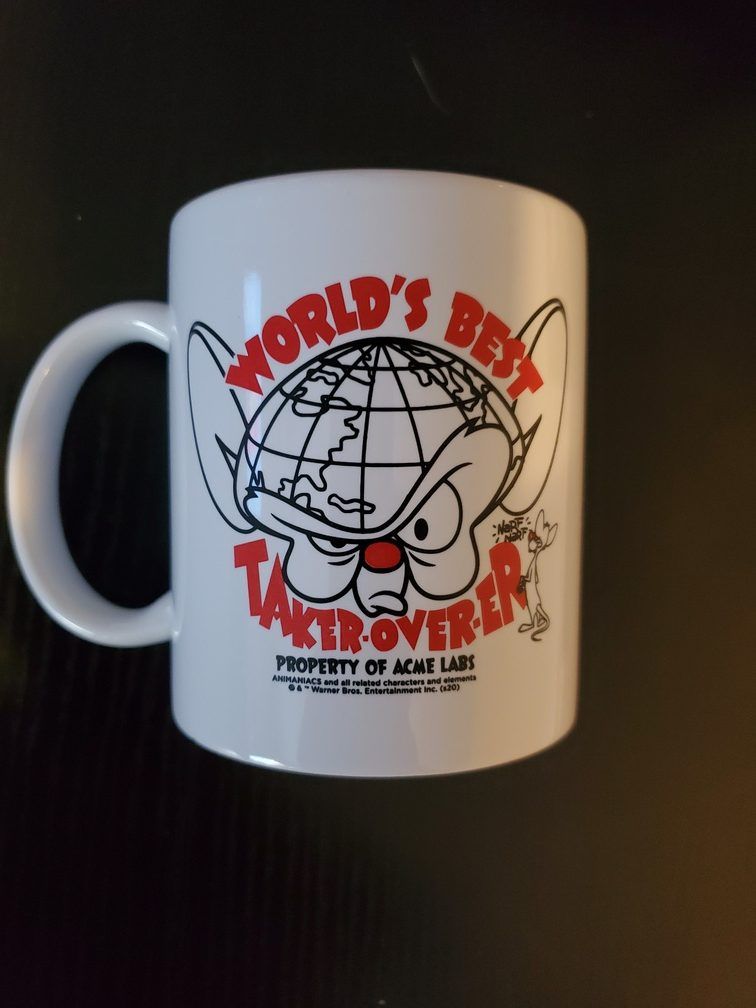 WORLD'S BEST
NARF
NARF
TAKER-OVER-ER
PROPERTY OF ACME LABS
ANIMANIACS and all related characters and elements
© & ™ Warner Bros. Entertainment Inc. (s20)